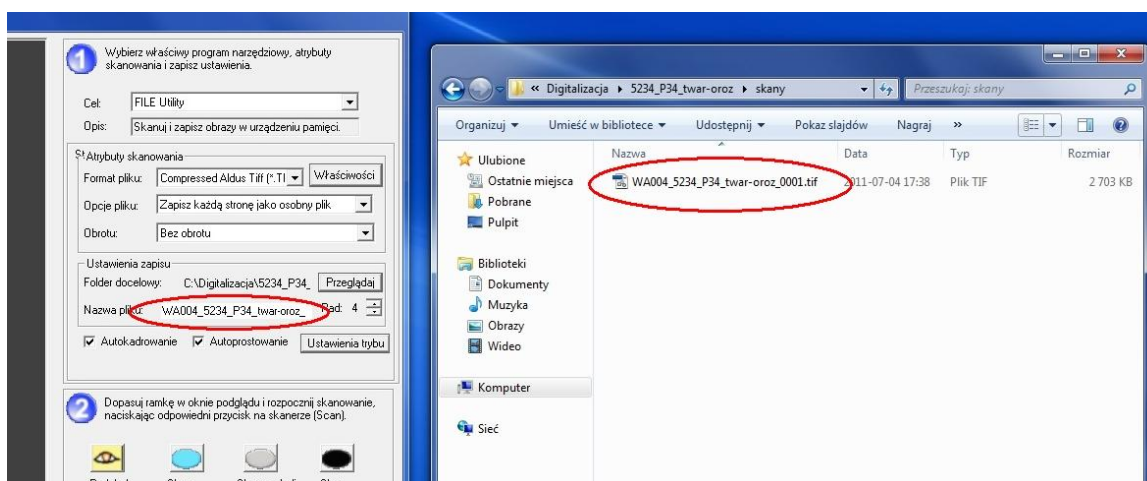 1 Wybierz właściwy program narzędziowy, atrybuty
skanowania i zapisz ustawienia.
Cel: FILE Utility
Opis: Skanuj i zapisz obrazy w urządzeniu pamięci.
Atrybuty skanowania
Format pliku: Compressed Aldus Tiff (*.TI Właściwości
Opcje pliku: Zapisz każdą stronę jako osobny plik
Obrotu: Bez obrotu
Ustawienia zapisu
Folder docelowy: C:\Digitalizacja\5234_P34_ Przeglądaj
Nazwa pliku: WA004_5234_P34_twar-oroz_ Rad: 4
Autokadrowanie Autoprostowanie Ustawienia trybu
2 Dopasuj ramkę w oknie podglądu i rozpocznij skanowanie,
naciskając odpowiedni przycisk na skanerze (Scan).
« Digitalizacja 5234_P34_twar-oroz skany Przeszukaj: skany
Organizuj Umieść w bibliotece Udostępnij Pokaz slajdów Nagraj »
Nazwa Data Typ Rozmiar
WA004_5234_P34_twar-oroz_0001.tif 2011-07-04 17:38 Plik TIF 2 703 KB
Ulubione
Ostatnie miejsca
Pobrane
Pulpit
Biblioteki
Dokumenty
Muzyka
Obrazy
Wideo
Komputer
Sieć